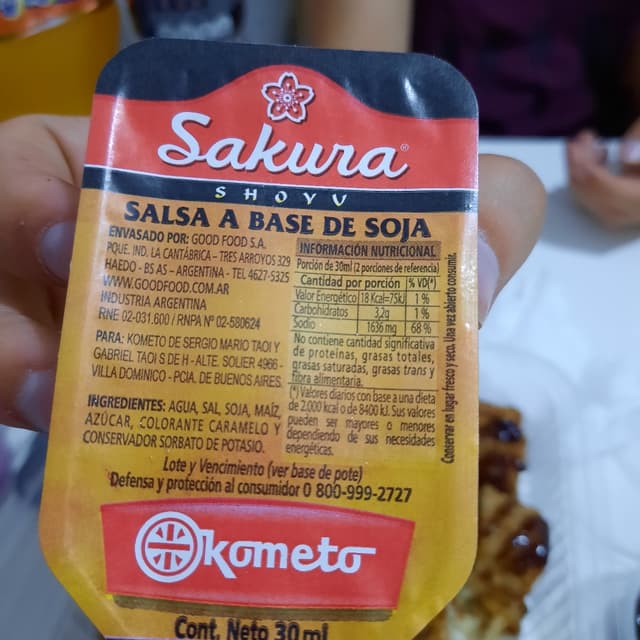 Sakura®
SHOYU
SALSA A BASE DE SOJA
ENVASADO POR: GOOD FOOD S.A.
PQUE. IND. LA CANTÁBRICA – TRES ARROYOS 329
HAEDO - BS AS – ARGENTINA - TEL 4627-5325
WWW.GOODFOOD.COM.AR
INDUSTRIA ARGENTINA
RNE 02-031.600 / RNPA Nº 02-580624
PARA: KOMETO DE SERGIO MARIO TAOI Y
GABRIEL TAOI S DE H - ALTE. SOLIER 4966 -
VILLA DOMINICO - PCIA. DE BUENOS AIRES.
INGREDIENTES: AGUA, SAL, SOJA, MAÍZ,
AZÚCAR, COLORANTE CARAMELO Y
CONSERVADOR SORBATO DE POTASIO.
INFORMACIÓN NUTRICIONAL
Porción de 30ml (2 porciones de referencia)
Cantidad por porción % VD(*)
Valor Energético 18 Kcal=75kJ 1 %
Carbohidratos 3,2g 1 %
Sodio 1636 mg 68 %
No contiene cantidad significativa
de proteínas, grasas totales,
grasas saturadas, grasas trans y
fibra alimentaria.
(*) Valores diarios con base a una dieta
de 2.000 kcal o de 8400 kJ. Sus valores
pueden ser mayores o menores
dependiendo de sus necesidades
energéticas.
Conservar en lugar fresco y seco. Una vez abierto consumir.
Lote y Vencimiento (ver base de pote)
Defensa y protección al consumidor 0 800-999-2727
kometo
Cont. Neto 30 ml